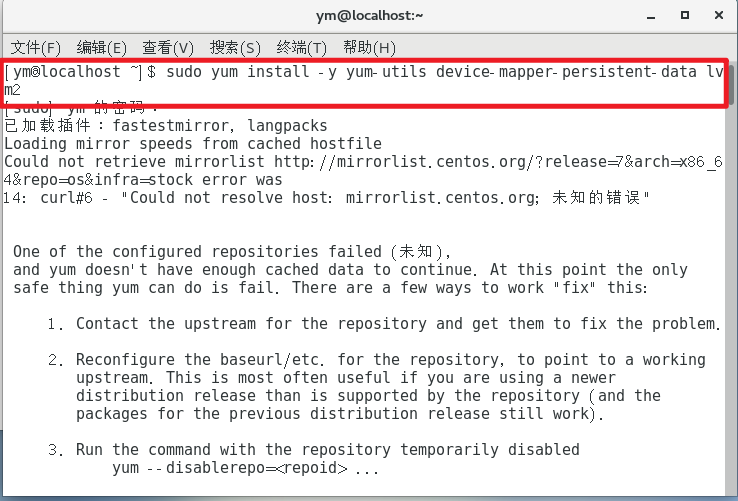 ym@localhost:~
文件(F) 编辑(E) 查看(V) 搜索(S) 终端(T) 帮助(H)
[ym@localhost ~]$ sudo yum install -y yum-utils device-mapper-persistent-data lv
m2
[sudo] ym 的密码：
已加载插件：fastestmirror, langpacks
Loading mirror speeds from cached hostfile
Could not retrieve mirrorlist http://mirrorlist.centos.org/?release=7&arch=x86_6
4&repo=os&infra=stock error was
14: curl#6 - "Could not resolve host: mirrorlist.centos.org; 未知的错误"
One of the configured repositories failed (未知),
and yum doesn't have enough cached data to continue. At this point the only
safe thing yum can do is fail. There are a few ways to work "fix" this:
1. Contact the upstream for the repository and get them to fix the problem.
2. Reconfigure the baseurl/etc. for the repository, to point to a working
upstream. This is most often useful if you are using a newer
distribution release than is supported by the repository (and the
packages for the previous distribution release still work).
3. Run the command with the repository temporarily disabled
yum --disablerepo=<repoid> ...